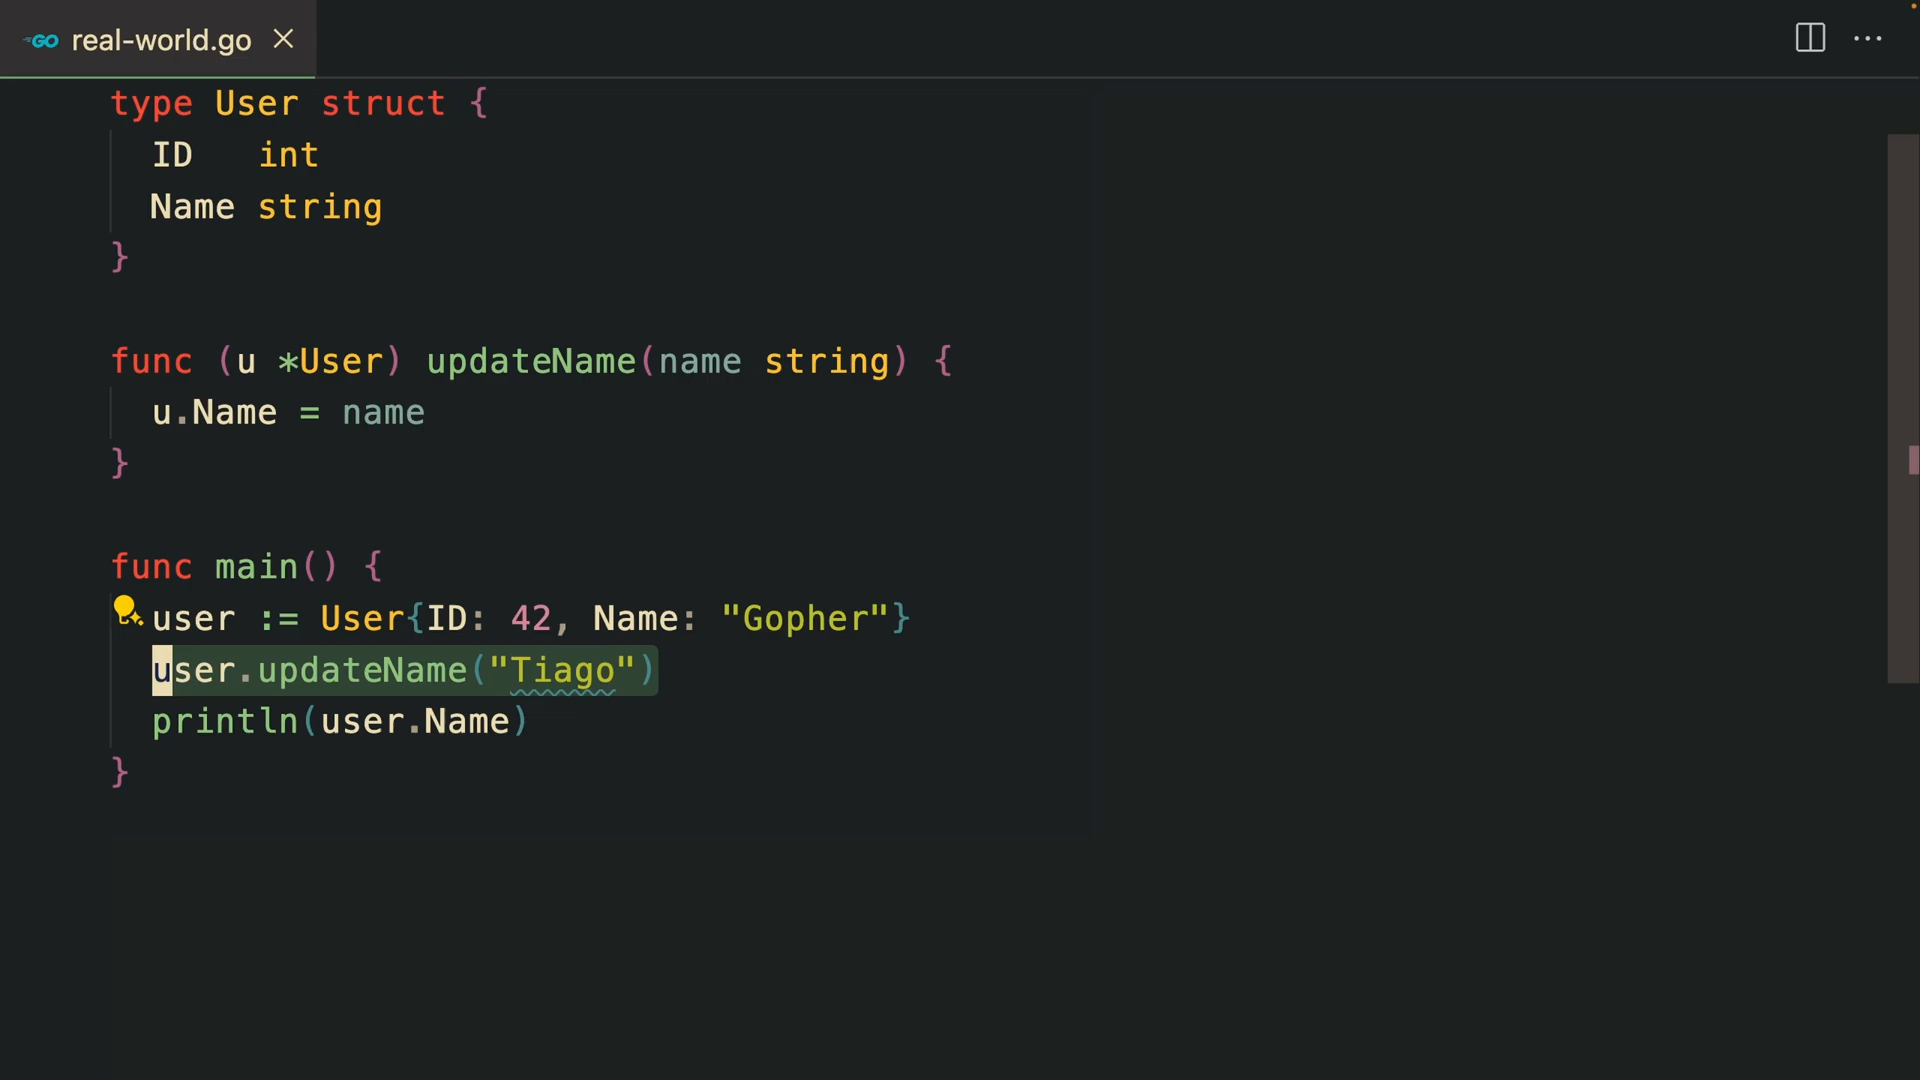 GO real-world.go
type User struct {
ID int
Name string
}
func (u *User) updateName(name string) {
u.Name = name
}
func main() {
user := User{ID: 42, Name: "Gopher"}
user.updateName("Tiago")
println(user.Name)
}